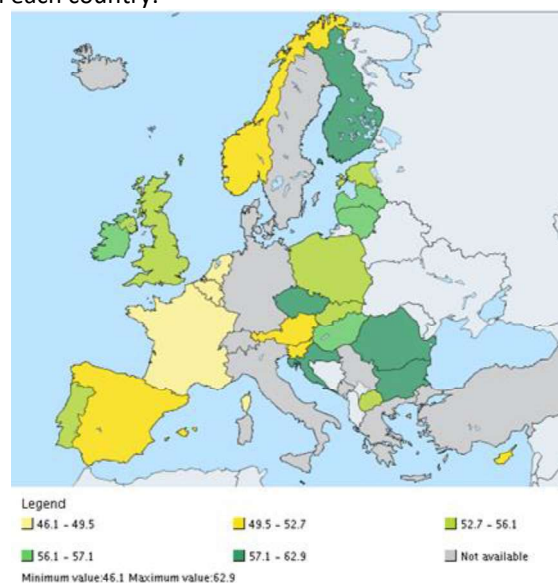 each country.
Legend
46.1 - 49.5 49.5 - 52.7 52.7 - 56.1
56.1 - 57.1 57.1 - 62.9 Not available
Minimum value:46.1 Maximum value:62.9